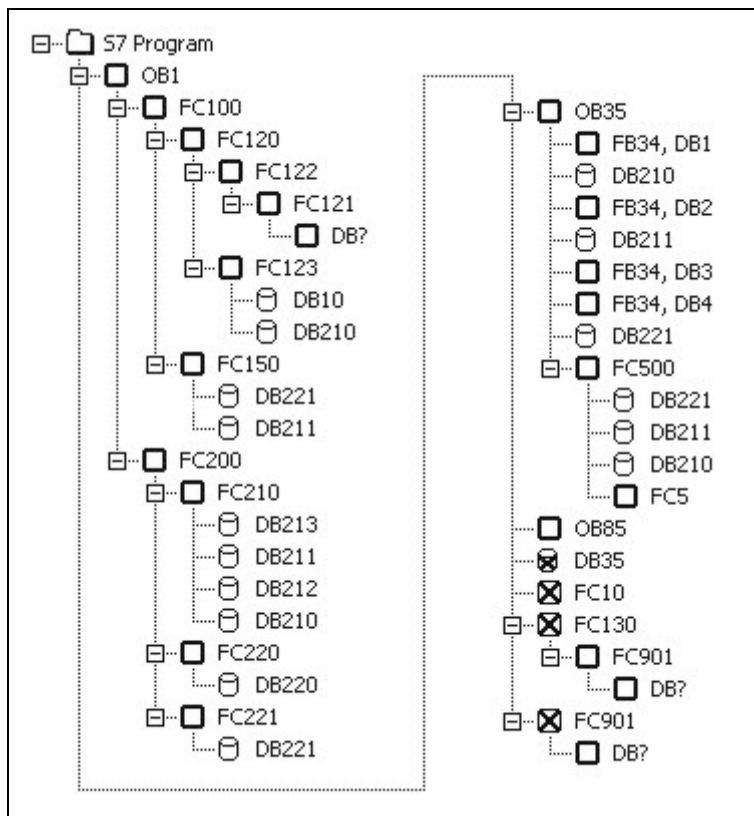 S7 Program
OB1
FC100
FC120
FC122
FC121
DB?
FC123
DB10
DB210
FC150
DB221
DB211
FC200
FC210
DB213
DB211
DB212
DB210
FC220
DB220
FC221
DB221
OB35
FB34, DB1
DB210
FB34, DB2
DB211
FB34, DB3
FB34, DB4
DB221
FC500
DB221
DB211
DB210
FC5
OB85
DB35
FC10
FC130
FC901
DB?
FC901
DB?